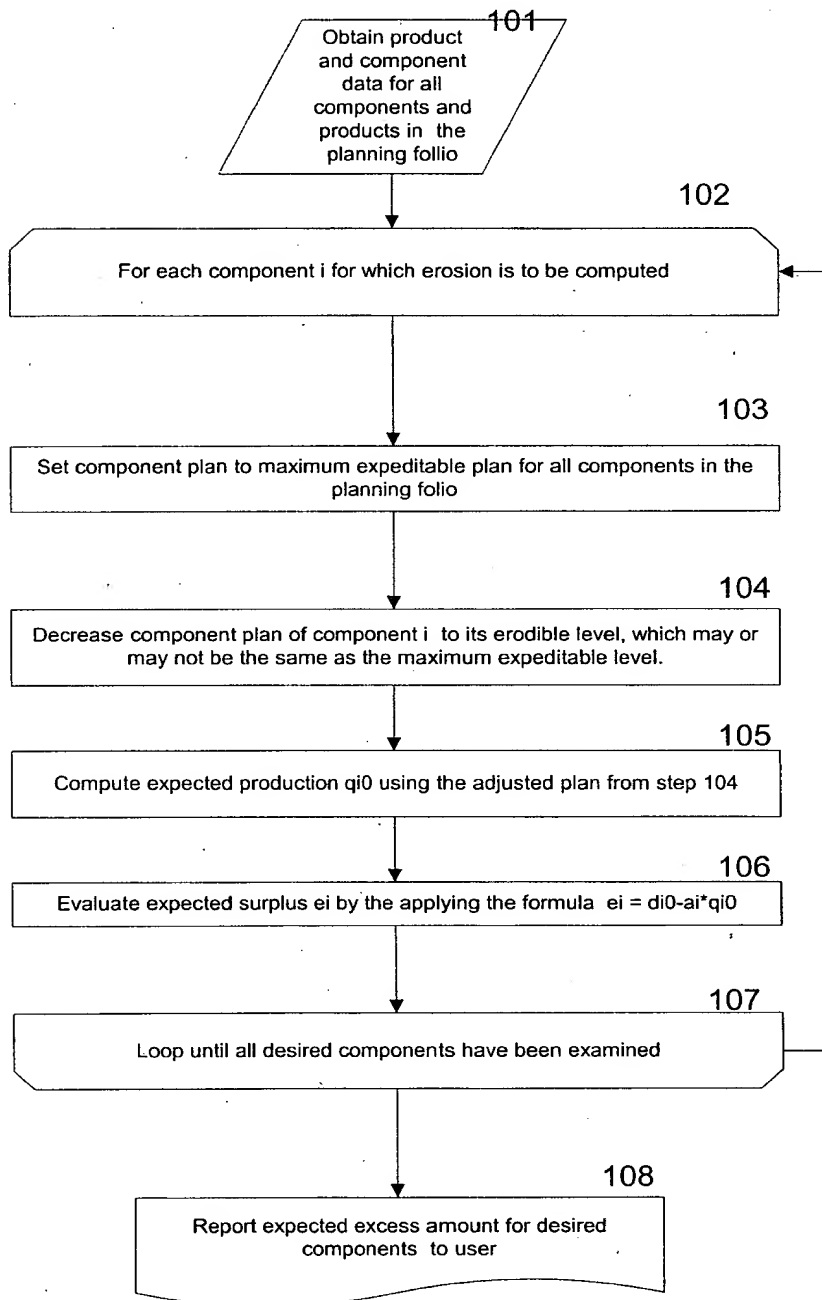 101
Obtain product
and component
data for all
components and
products in the
planning follio
102
For each component i for which erosion is to be computed
103
Set component plan to maximum expeditable plan for all components in the
planning folio
104
Decrease component plan of component i to its erodible level, which may or
may not be the same as the maximum expeditable level.
105
Compute expected production qi0 using the adjusted plan from step 104
106
Evaluate expected surplus ei by the applying the formula ei = di0-ai*qi0
107
Loop until all desired components have been examined
108
Report expected excess amount for desired
components to user